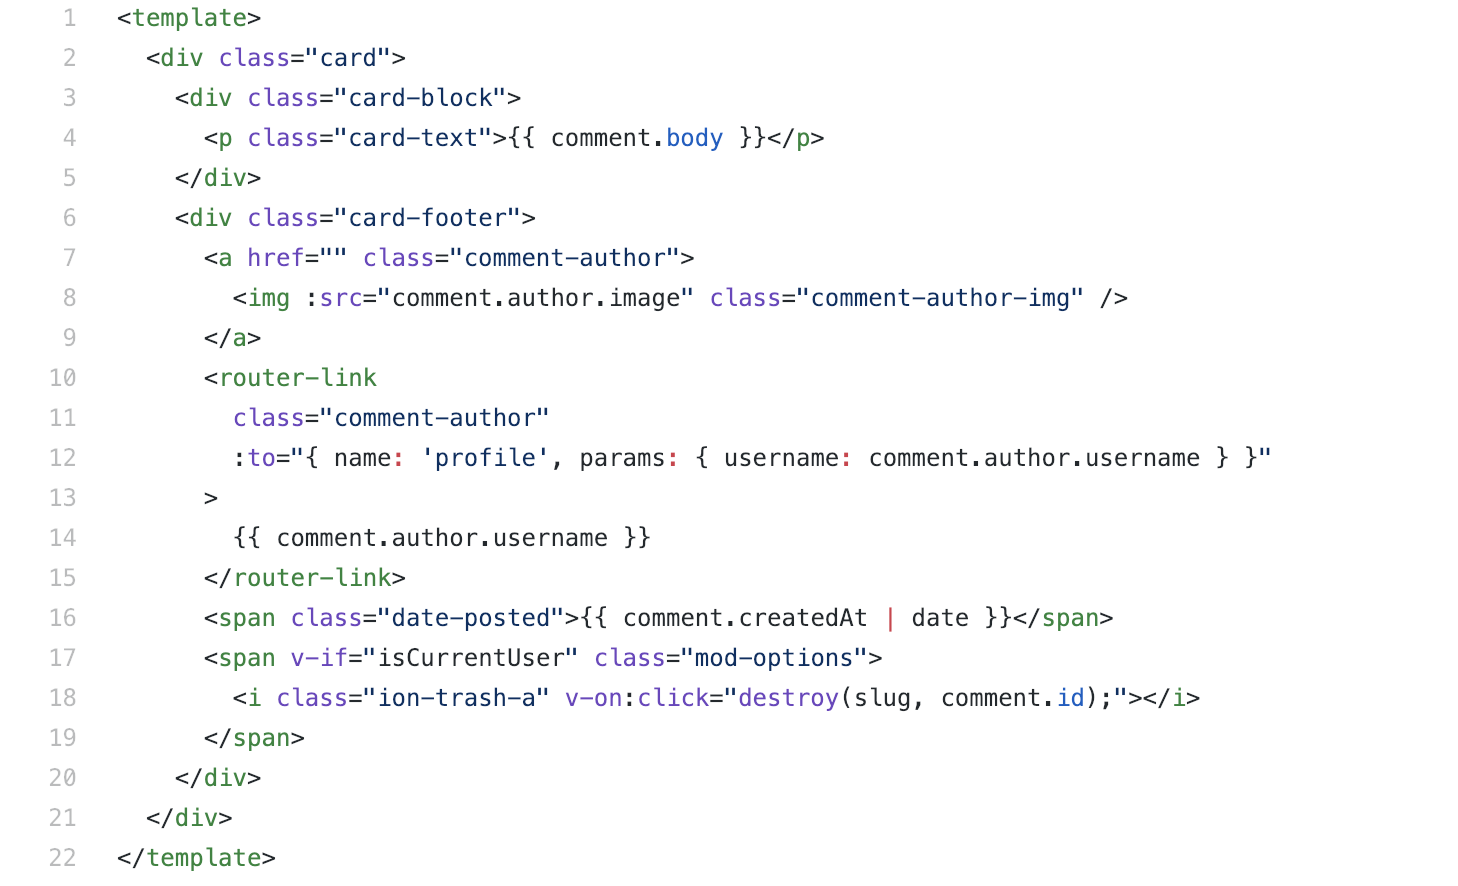 1 <template>
2   <div class="card">
3     <div class="card-block">
4       <p class="card-text">{{ comment.body }}</p>
5     </div>
6     <div class="card-footer">
7       <a href="" class="comment-author">
8         <img :src="comment.author.image" class="comment-author-img" />
9       </a>
10       <router-link
11         class="comment-author"
12         :to="{ name: 'profile', params: { username: comment.author.username } }"
13       >
14         {{ comment.author.username }}
15       </router-link>
16       <span class="date-posted">{{ comment.createdAt | date }}</span>
17       <span v-if="isCurrentUser" class="mod-options">
18         <i class="ion-trash-a" v-on:click="destroy(slug, comment.id);"></i>
19       </span>
20     </div>
21   </div>
22 </template>